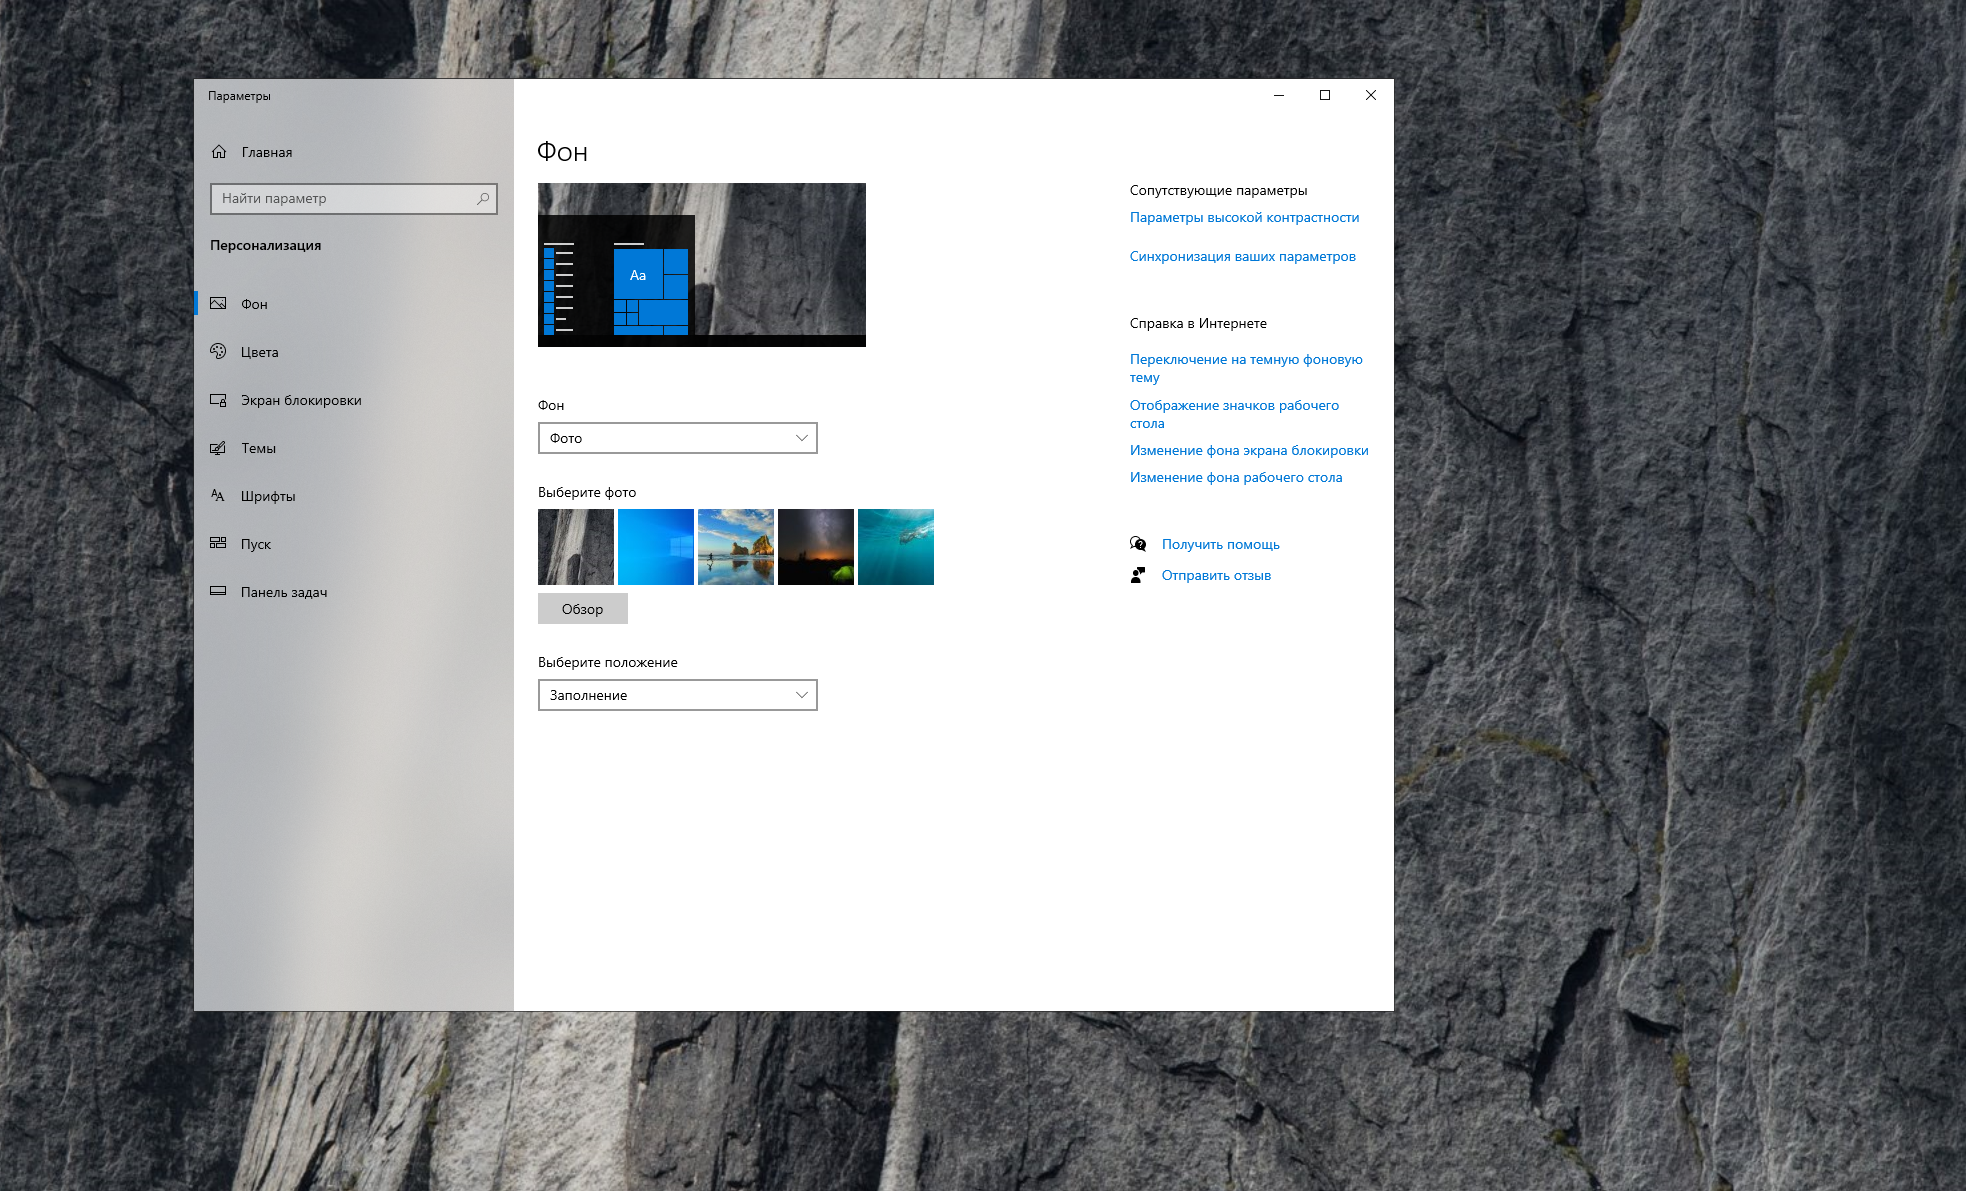 Параметры
Главная
Найти параметр
Персонализация
Фон
Цвета
Экран блокировки
Темы
Шрифты
Пуск
Панель задач
Фон
Aa
Фон
Фото
Выберите фото
Обзор
Выберите положение
Заполнение
Сопутствующие параметры
Параметры высокой контрастности
Синхронизация ваших параметров
Справка в Интернете
Переключение на темную фоновую
тему
Отображение значков рабочего
стола
Изменение фона экрана блокировки
Изменение фона рабочего стола
Получить помощь
Отправить отзыв